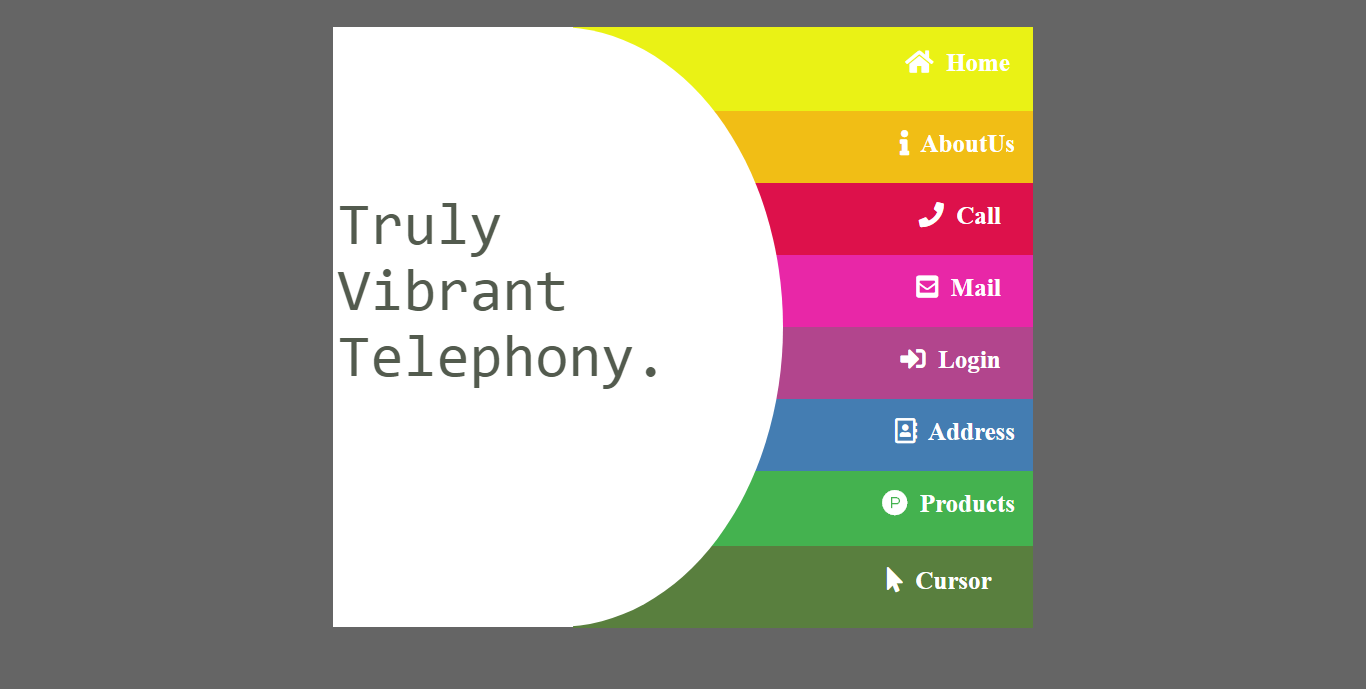 Truly
Vibrant
Telephony.
Home
AboutUs
Call
Mail
Login
Address
P Products
Cursor